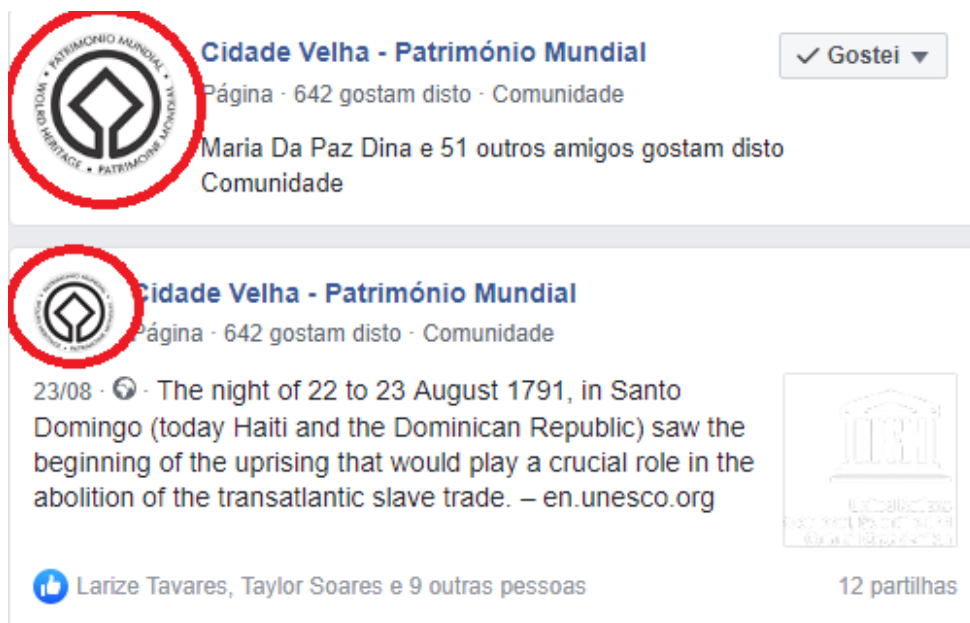 PATRIMONIO MUNDIAL • WOLRD HERITAGE • PATRIMOINE MONDIAL •
Cidade Velha - Património Mundial
✓ Gostei
Página · 642 gostam disto · Comunidade
Maria Da Paz Dina e 51 outros amigos gostam disto
Comunidade
Cidade Velha - Património Mundial
Página · 642 gostam disto · Comunidade
23/08 · The night of 22 to 23 August 1791, in Santo
Domingo (today Haiti and the Dominican Republic) saw the
beginning of the uprising that would play a crucial role in the
abolition of the transatlantic slave trade. – en.unesco.org
Larize Tavares, Taylor Soares e 9 outras pessoas
12 partilhas